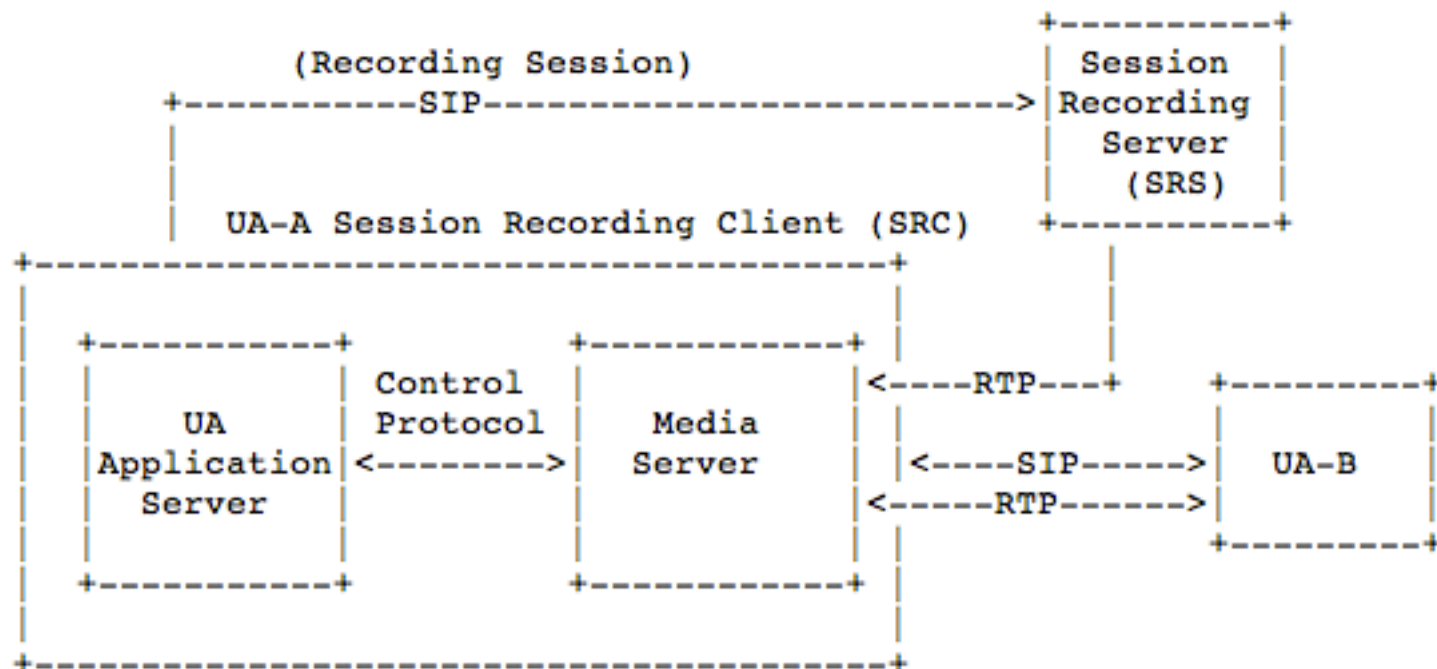 (Recording Session)
SIP
Session
Recording
Server
(SRS)
UA-A Session Recording Client (SRC)
UA
Application
Server
Control
Protocol
Media
Server
RTP
SIP
RTP
UA-B